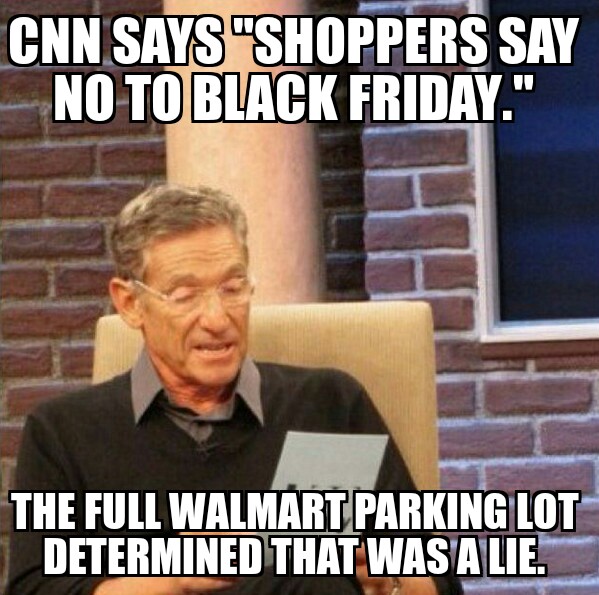 CNN SAYS "SHOPPERS SAY
NO TO BLACK FRIDAY."
THE FULL WALMART PARKING LOT
DETERMINED THAT WAS A LIE.